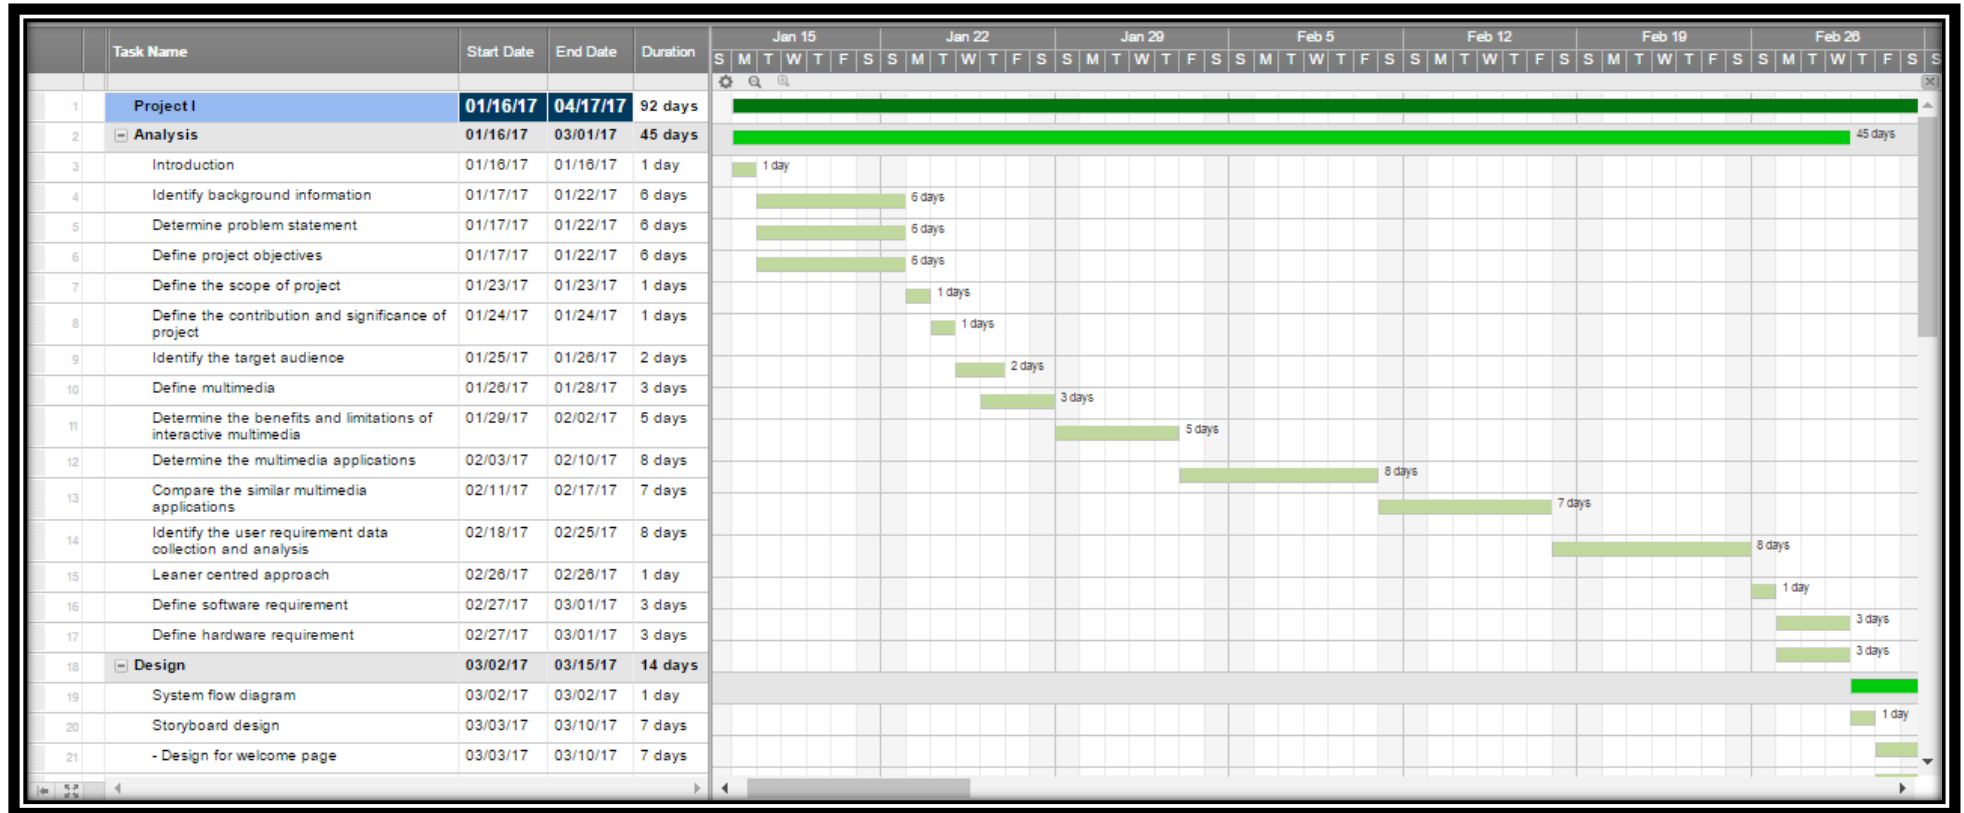 Task Name Start Date End Date Duration Jan 15 Jan 22 Jan 29 Feb 5 Feb 12 Feb 19 Feb 26
S M T W T F S S M T W T F S S M T W T F S S M T W T F S S M T W T F S S M T W T F S S M T W T F S S
1 Project I 01/16/17 04/17/17 92 days
2 Analysis 01/16/17 03/01/17 45 days 45 days
3 Introduction 01/16/17 01/16/17 1 day 1 day
4 Identify background information 01/17/17 01/22/17 6 days 6 days
5 Determine problem statement 01/17/17 01/22/17 6 days 6 days
6 Define project objectives 01/17/17 01/22/17 6 days 6 days
7 Define the scope of project 01/23/17 01/23/17 1 days 1 days
8 Define the contribution and significance of 01/24/17 01/24/17 1 days 1 days
project
9 Identify the target audience 01/25/17 01/26/17 2 days 2 days
10 Define multimedia 01/26/17 01/28/17 3 days 3 days
11 Determine the benefits and limitations of 01/29/17 02/02/17 5 days 5 days
interactive multimedia
12 Determine the multimedia applications 02/03/17 02/10/17 8 days 8 days
13 Compare the similar multimedia 02/11/17 02/17/17 7 days 7 days
applications
14 Identify the user requirement data 02/18/17 02/25/17 8 days 8 days
collection and analysis
15 Leaner centred approach 02/26/17 02/26/17 1 day 1 day
16 Define software requirement 02/27/17 03/01/17 3 days 3 days
17 Define hardware requirement 02/27/17 03/01/17 3 days 3 days
18 Design 03/02/17 03/15/17 14 days
19 System flow diagram 03/02/17 03/02/17 1 day 1 day
20 Storyboard design 03/03/17 03/10/17 7 days
21 - Design for welcome page 03/03/17 03/10/17 7 days